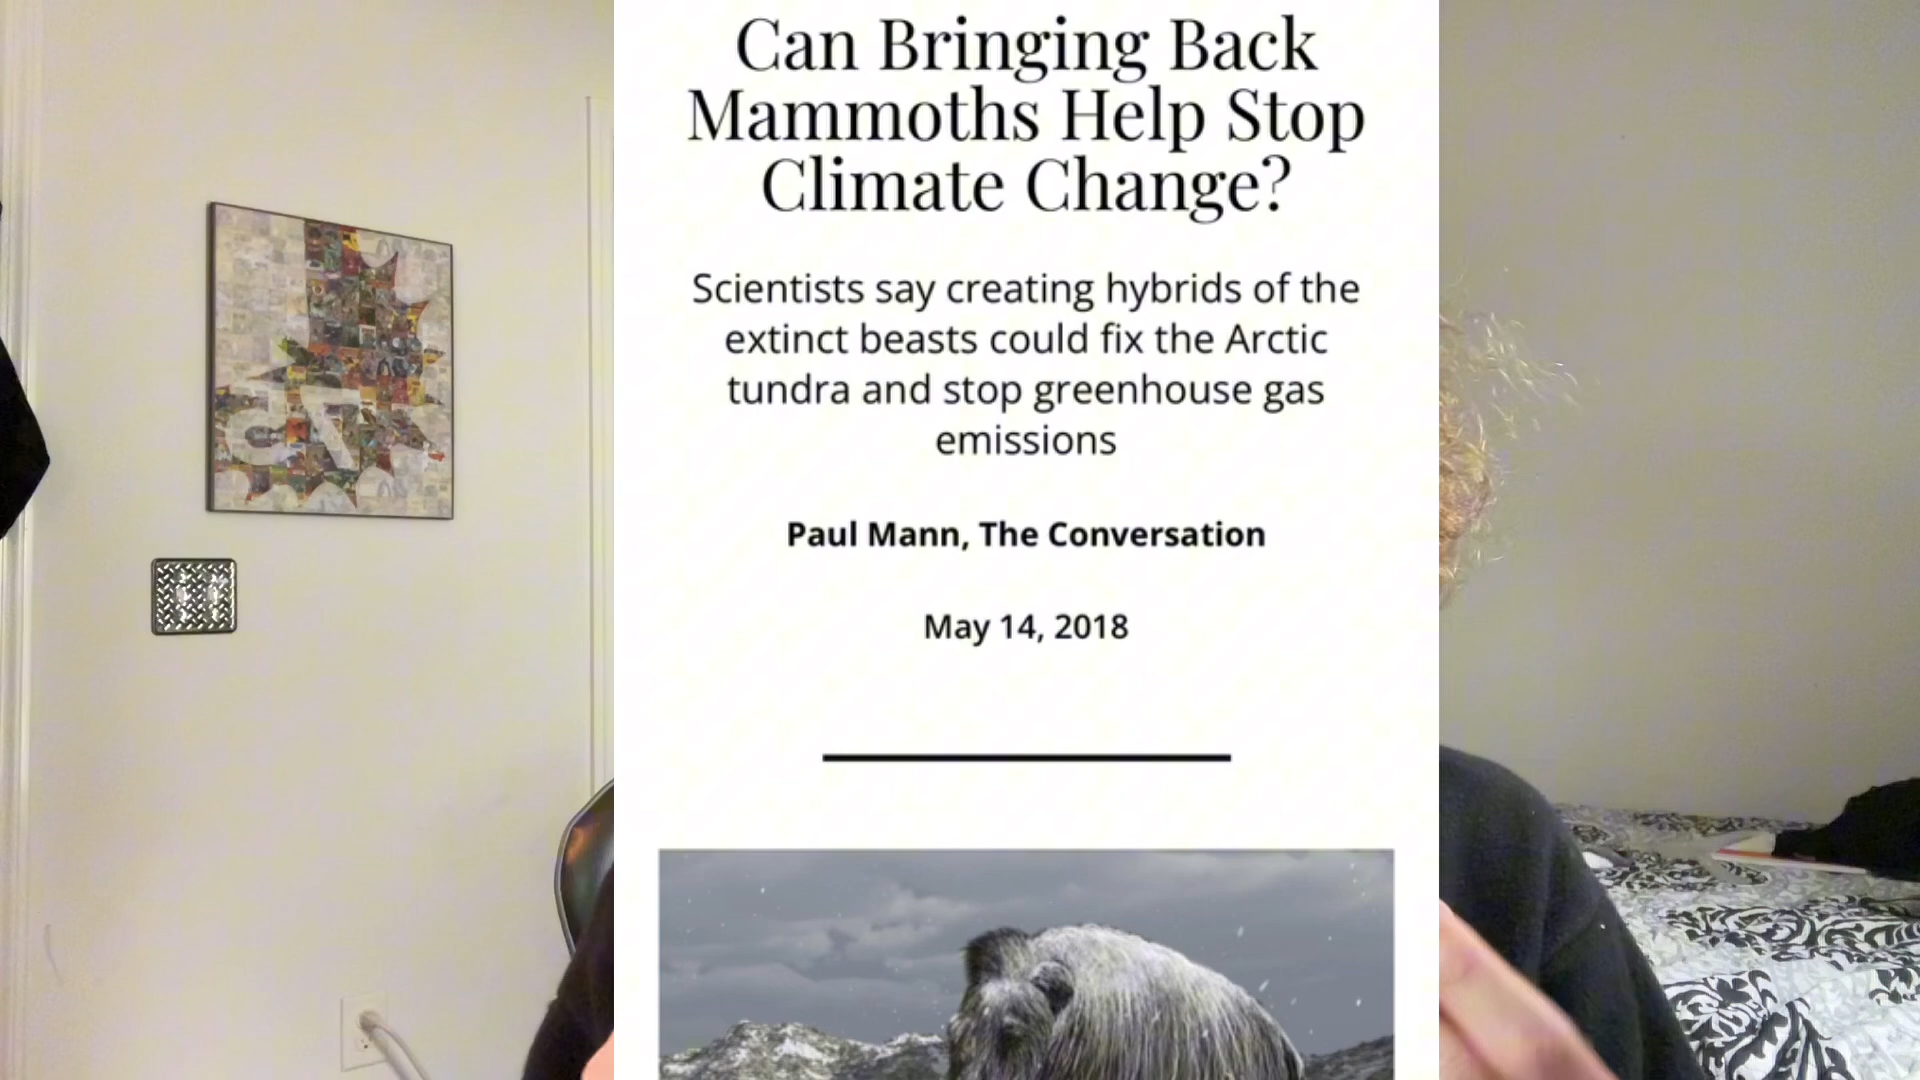 Can Bringing Back
Mammoths Help Stop
Climate Change?
Scientists say creating hybrids of the
extinct beasts could fix the Arctic
tundra and stop greenhouse gas
emissions
Paul Mann, The Conversation
May 14, 2018